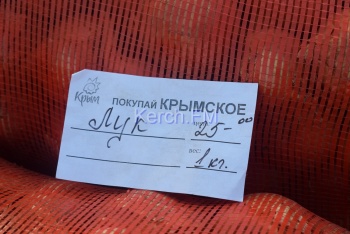 Крым
ПОКУПАЙ КРЫМСКОЕ
Kerch.FM
Лук 25-00
ВЕС:
1 кг.